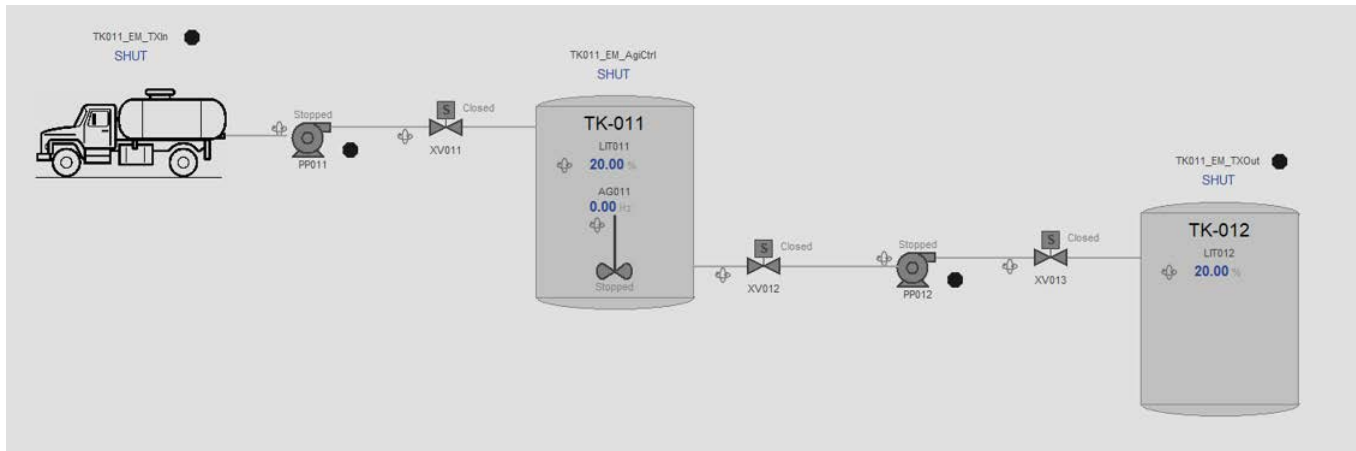 TK011_EM_TXIn
SHUT
Stopped
PP011
S
Closed
XV011
TK011_EM_AgiCtrl
SHUT
TK-011
LIT011
20.00 %
AG011
0.00 Hz
Stopped
S
Closed
XV012
Stopped
PP012
S
Closed
XV013
TK011_EM_TXOut
SHUT
TK-012
LIT012
20.00 %